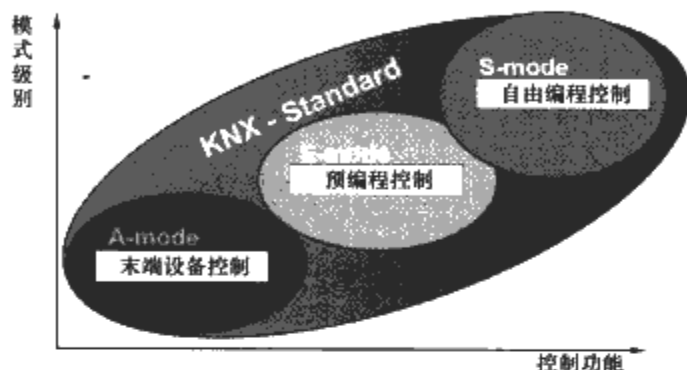 模式级别
KNX - Standard
S-mode
自由编程控制
预编程控制
A-mode
末端设备控制
控制功能